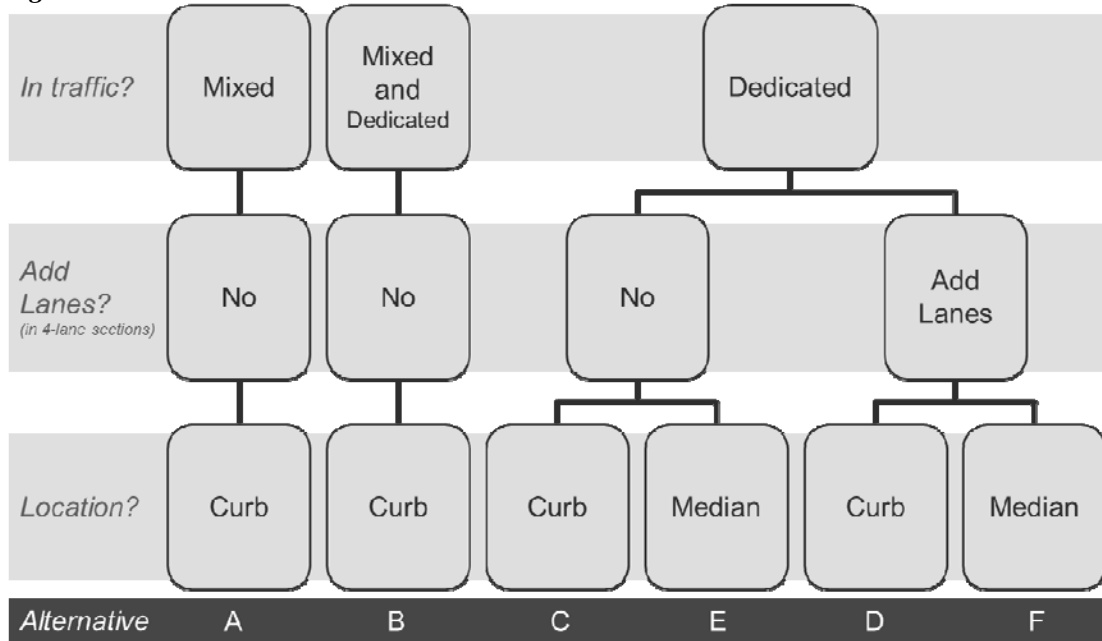 In traffic?
Mixed
Mixed
and
Dedicated
Dedicated
Add
Lanes?
(in 4-lane sections)
No
No
No
Add
Lanes
Location?
Curb
Curb
Curb
Median
Curb
Median
Alternative A B C E D F